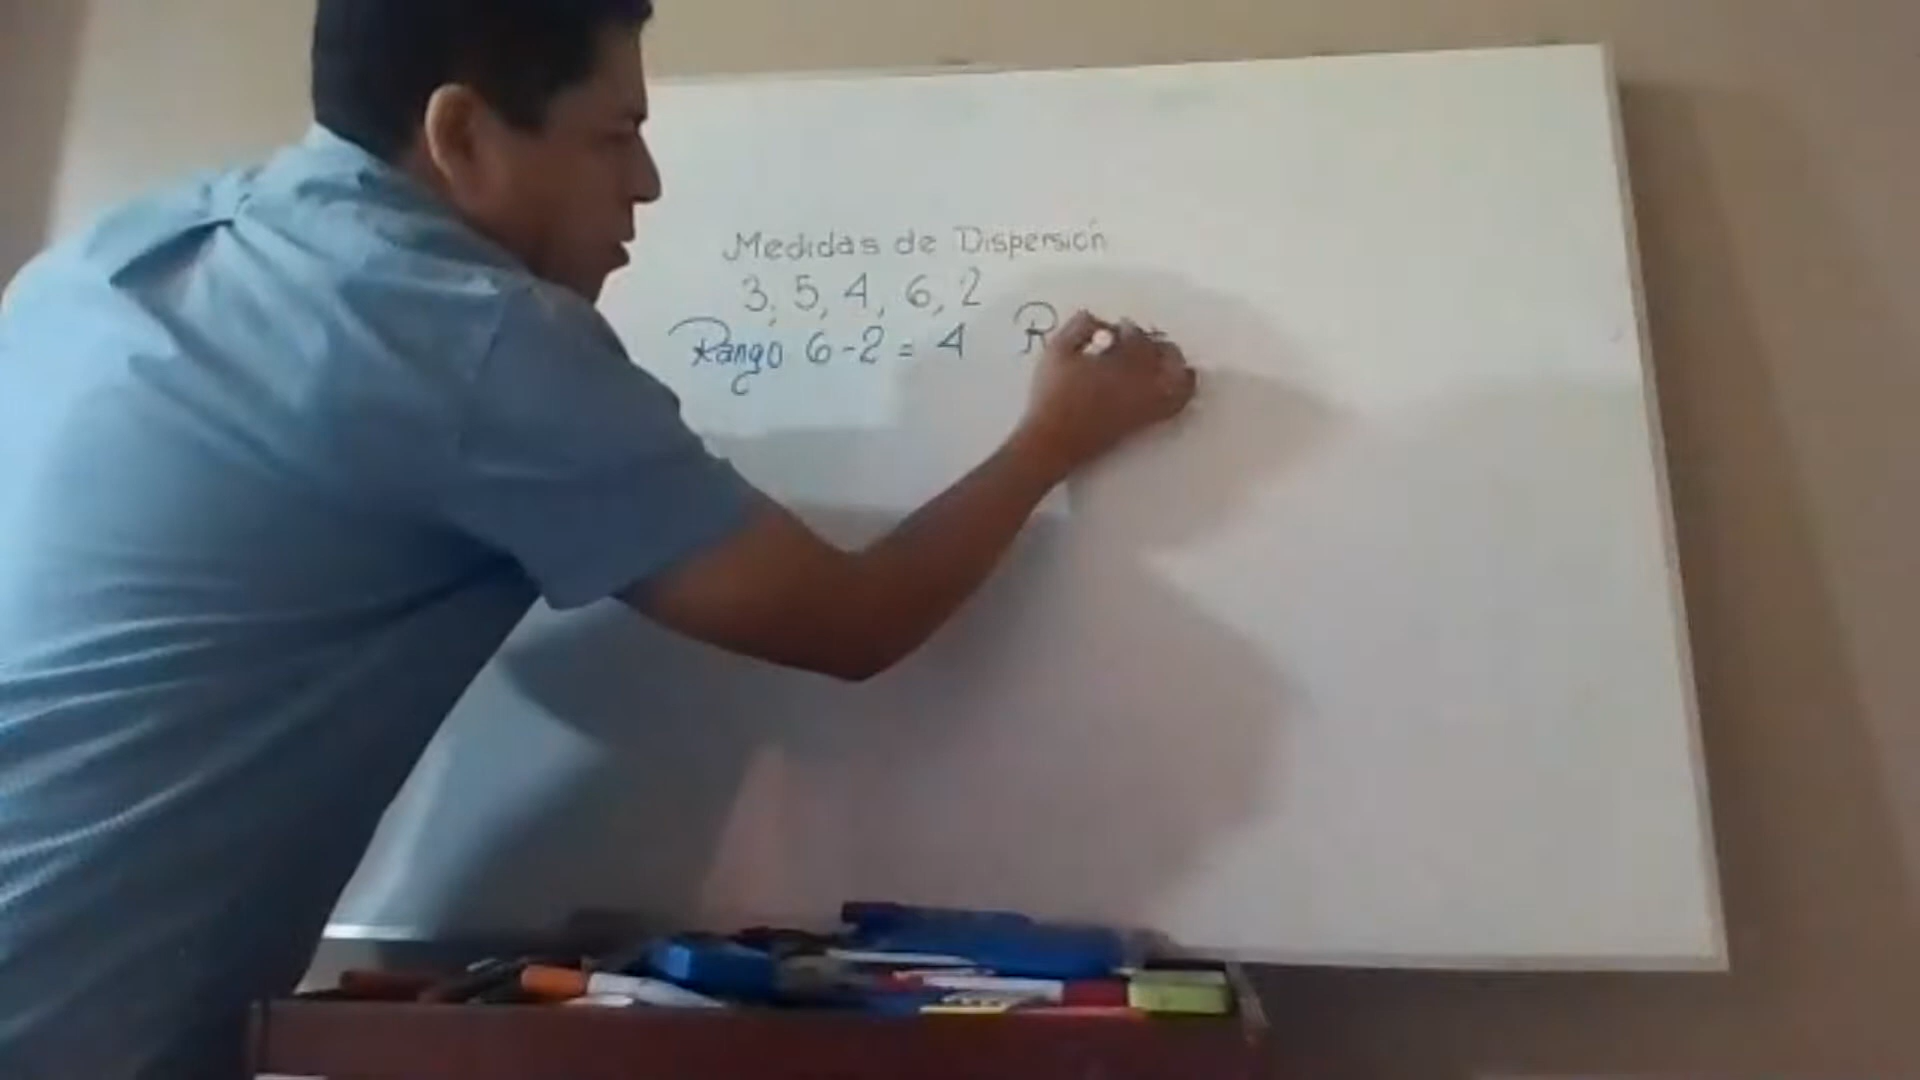 Medidas de Dispersión
3, 5, 4, 6, 2
Rango 6-2 = 4 R